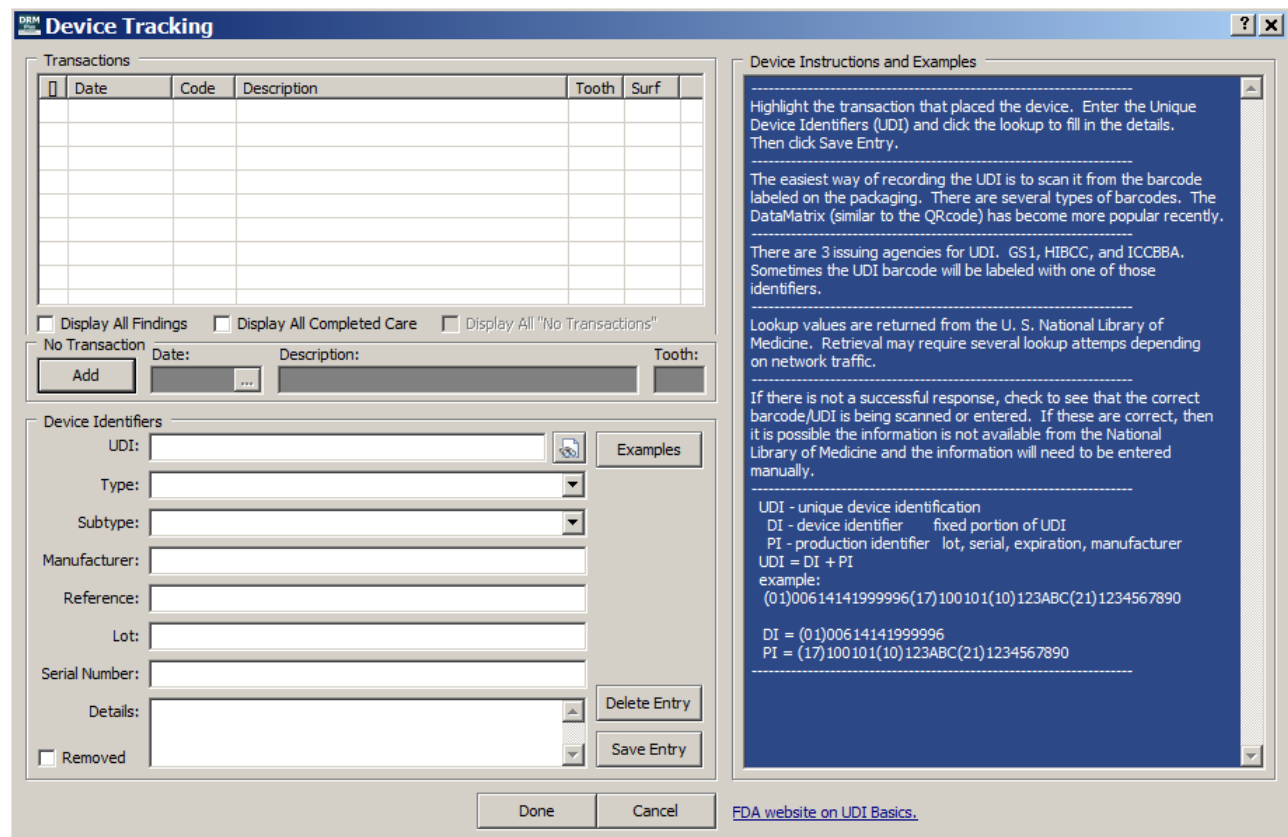 DRM Plus Device Tracking
? x
Transactions
[] Date Code Description Tooth Surf
Display All Findings Display All Completed Care Display All "No Transactions"
No Transaction
Date: Description: Tooth:
Add ...
Device Identifiers
UDI: Examples
Type:
Subtype:
Manufacturer:
Reference:
Lot:
Serial Number:
Details: Delete Entry
Removed Save Entry
Done Cancel
Device Instructions and Examples
--------------------------------------------------------------------------
Highlight the transaction that placed the device. Enter the Unique
Device Identifiers (UDI) and click the lookup to fill in the details.
Then click Save Entry.
--------------------------------------------------------------------------
The easiest way of recording the UDI is to scan it from the barcode
labeled on the packaging. There are several types of barcodes. The
DataMatrix (similar to the QRcode) has become more popular recently.
--------------------------------------------------------------------------
There are 3 issuing agencies for UDI. GS1, HIBCC, and ICCBBA.
Sometimes the UDI barcode will be labeled with one of those
identifiers.
--------------------------------------------------------------------------
Lookup values are returned from the U. S. National Library of
Medicine. Retrieval may require several lookup attemps depending
on network traffic.
--------------------------------------------------------------------------
If there is not a successful response, check to see that the correct
barcode/UDI is being scanned or entered. If these are correct, then
it is possible the information is not available from the National
Library of Medicine and the information will need to be entered
manually.
--------------------------------------------------------------------------
UDI - unique device identification
DI - device identifier fixed portion of UDI
PI - production identifier lot, serial, expiration, manufacturer
UDI = DI + PI
example:
(01)00614141999996(17)100101(10)123ABC(21)1234567890
DI = (01)00614141999996
PI = (17)100101(10)123ABC(21)1234567890
--------------------------------------------------------------------------
FDA website on UDI Basics.